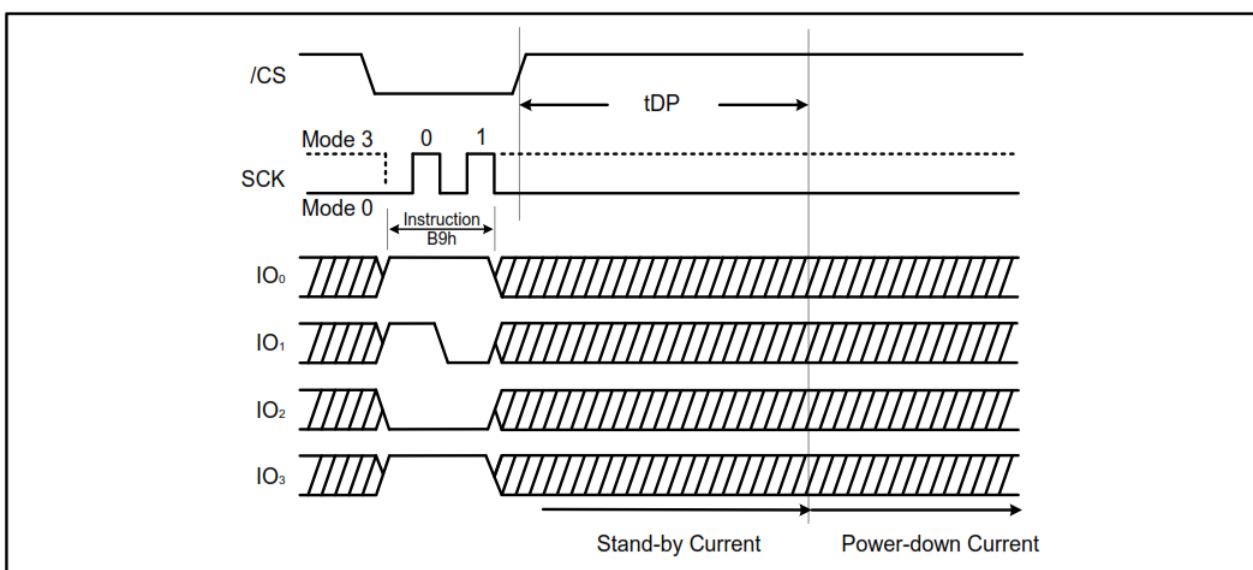 /CS
tDP
Mode 3 0 1
SCK
Mode 0
Instruction
B9h
IO₀
IO₁
IO₂
IO₃
Stand-by Current Power-down Current